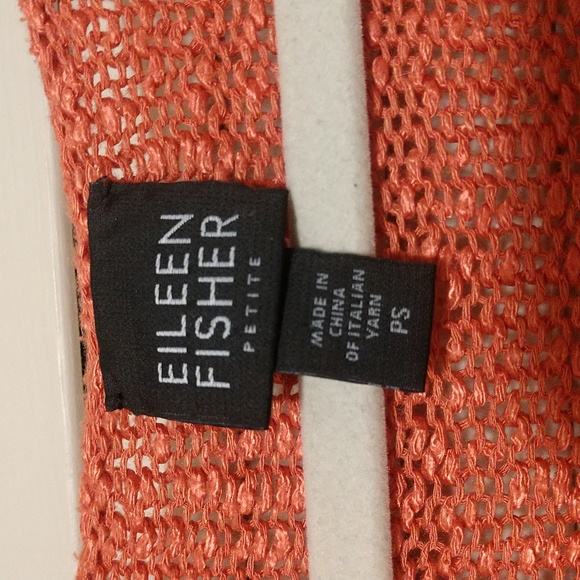 EILEEN
FISHER
PETITE
MADE IN
CHINA
OF ITALIAN
YARN
PS